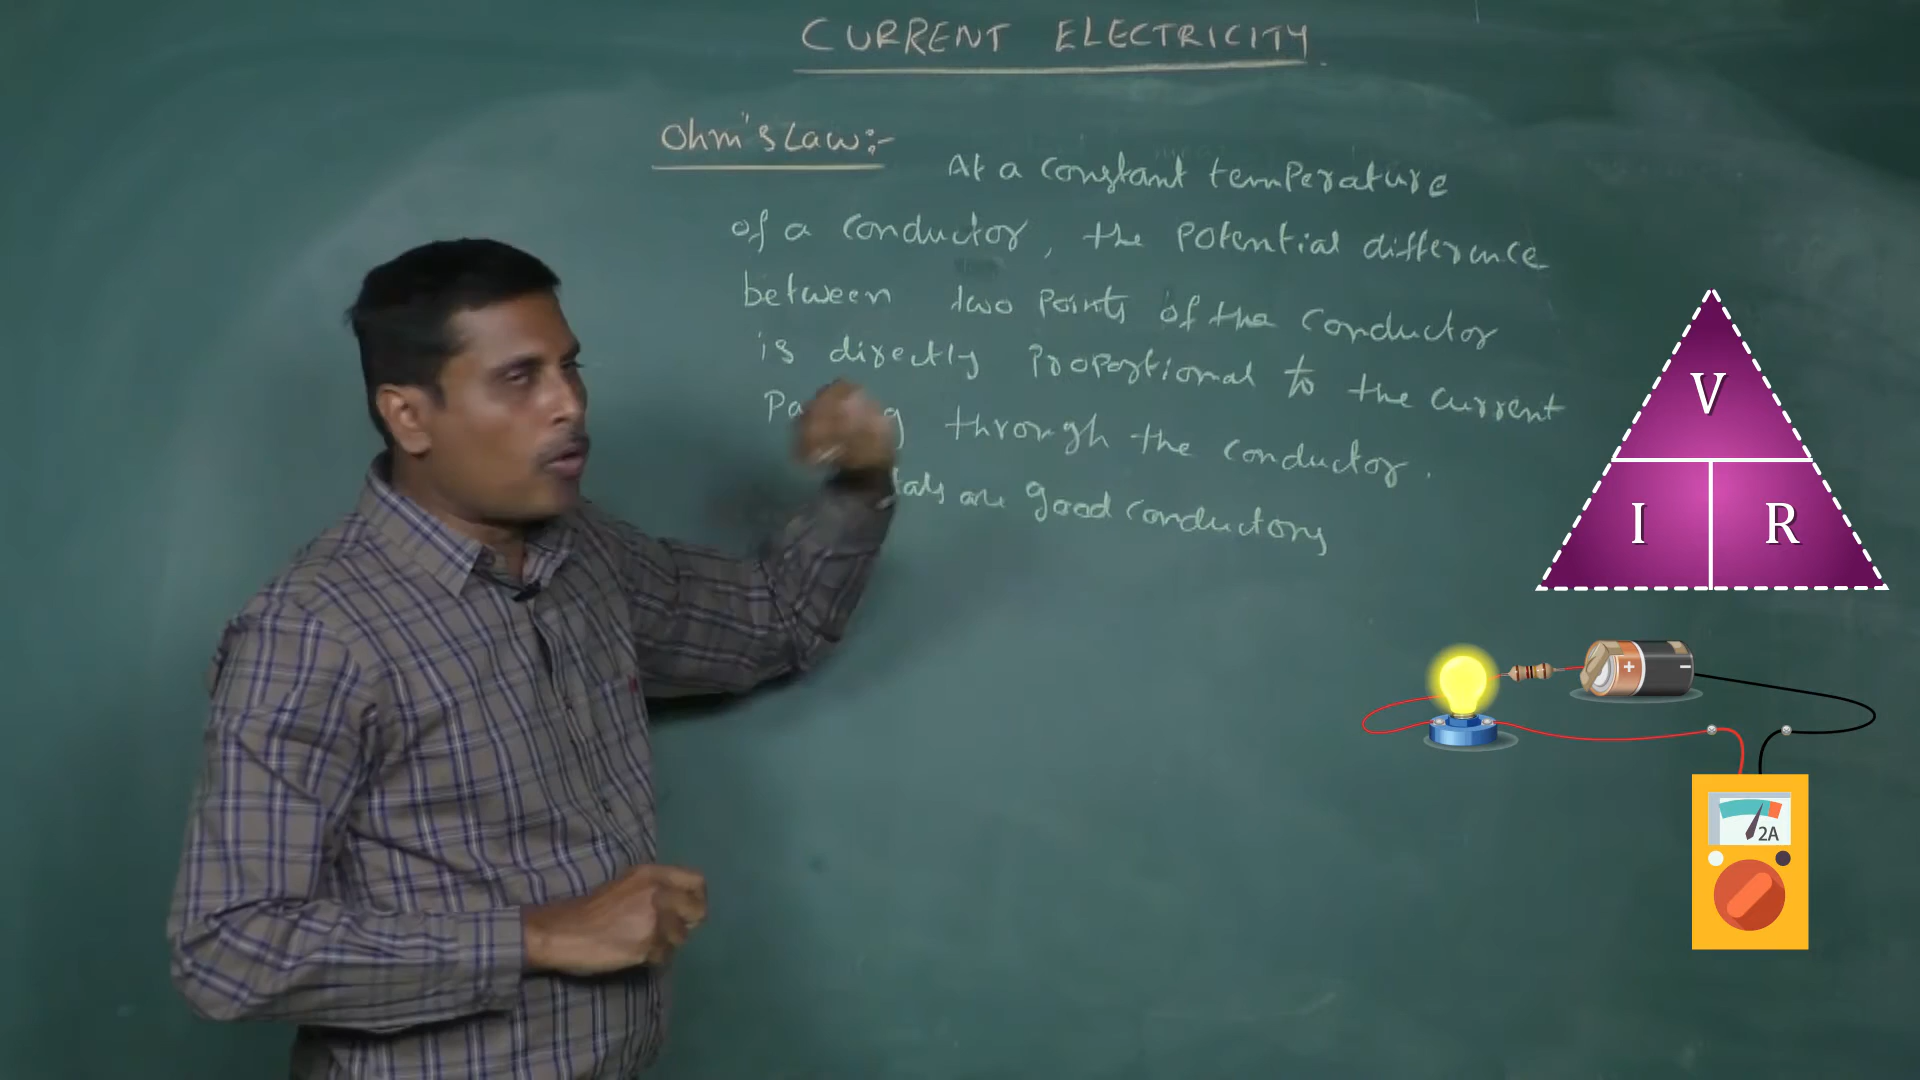 CURRENT ELECTRICITY
Ohm's Law:-
At a constant temperature
of a conductor, the potential difference
between two points of the conductor
is directly proportional to the current
through the conductor.
are good conductors
V
I R
+ -
2A